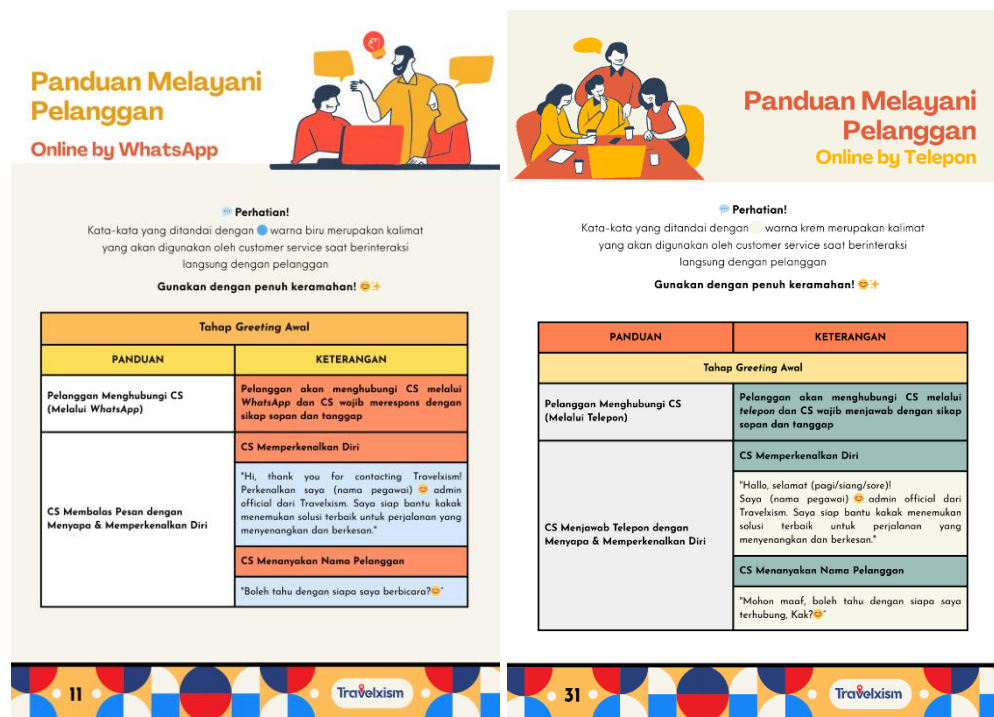 Panduan Melayani
Pelanggan
Online by WhatsApp
Perhatian!
Kata-kata yang ditandai dengan warna biru merupakan kalimat
yang akan digunakan oleh customer service saat berinteraksi
langsung dengan pelanggan
Gunakan dengan penuh keramahan! 😊✨
Tahap Greeting Awal
PANDUAN KETERANGAN
Pelanggan Menghubungi CS
(Melalui WhatsApp)
Pelanggan akan menghubungi CS melalui
WhatsApp dan CS wajib merespons dengan
sikap sopan dan tanggap
CS Membalas Pesan dengan
Menyapa & Memperkenalkan Diri
CS Memperkenalkan Diri
"Hi, thank you for contacting Travelxism!
Perkenalkan saya (nama pegawai) 😊 admin
official dari Travelxism. Saya siap bantu kakak
menemukan solusi terbaik untuk perjalanan yang
menyenangkan dan berkesan."
CS Menanyakan Nama Pelanggan
"Boleh tahu dengan siapa saya berbicara?😊"
11
Travelxism
Panduan Melayani
Pelanggan
Online by Telepon
Perhatian!
Kata-kata yang ditandai dengan warna krem merupakan kalimat
yang akan digunakan oleh customer service saat berinteraksi
langsung dengan pelanggan
Gunakan dengan penuh keramahan! 😊✨
PANDUAN KETERANGAN
Tahap Greeting Awal
Pelanggan Menghubungi CS
(Melalui Telepon)
Pelanggan akan menghubungi CS melalui
telepon dan CS wajib menjawab dengan sikap
sopan dan tanggap
CS Menjawab Telepon dengan
Menyapa & Memperkenalkan Diri
CS Memperkenalkan Diri
"Hallo, selamat (pagi/siang/sore)!
Saya (nama pegawai) 😊 admin official dari
Travelxism. Saya siap bantu kakak menemukan
solusi terbaik untuk perjalanan yang
menyenangkan dan berkesan."
CS Menanyakan Nama Pelanggan
"Mohon maaf, boleh tahu dengan siapa saya
terhubung, Kak?😊"
31
Travelxism